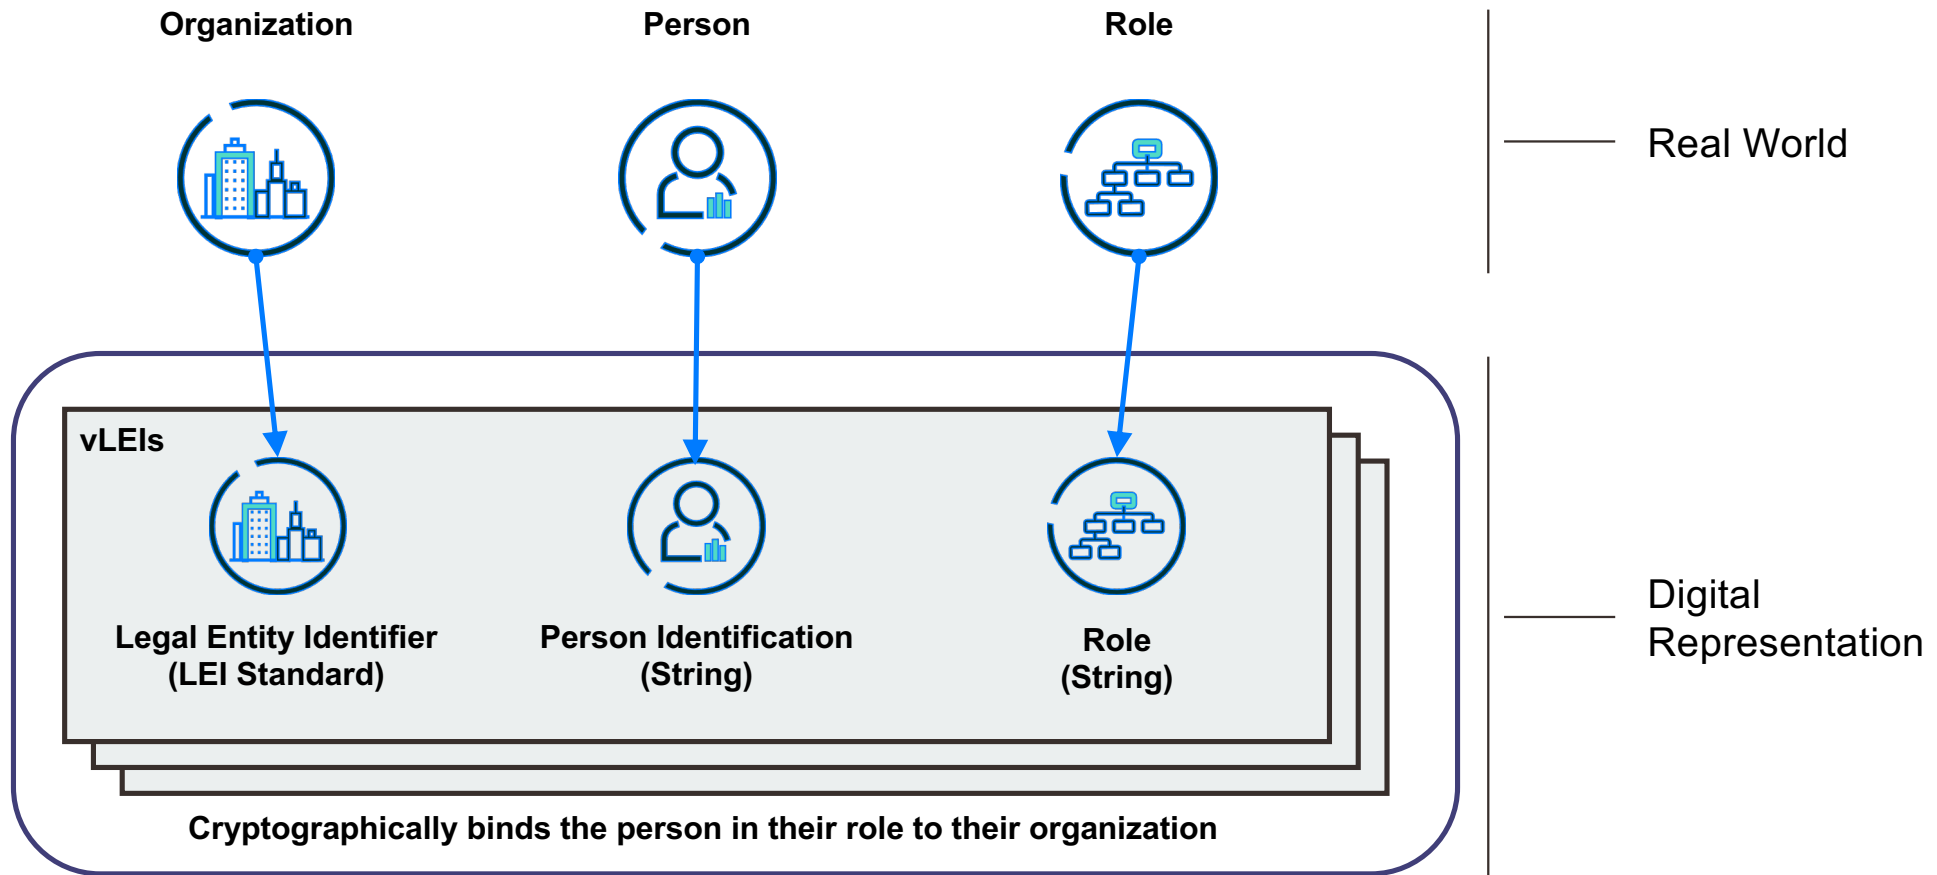 Organization
Person
Role
Real World
vLEIs
Legal Entity Identifier
(LEI Standard)
Person Identification
(String)
Role
(String)
Digital
Representation
Cryptographically binds the person in their role to their organization